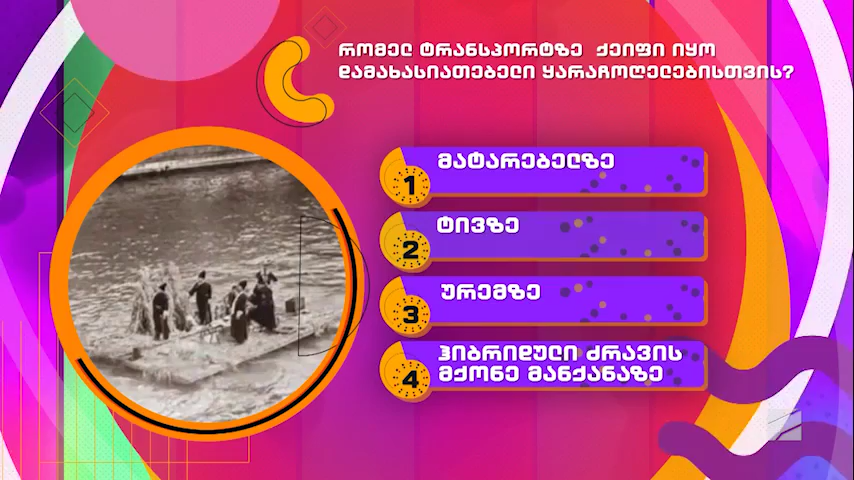 რომელ ტრანსპორტზე ქეიფი იყო
დამახასიათებელი ყარაჩოღელებისთვის?
1
მატარებელზე
2
ტივზე
3
ურემზე
4
ჰიბრიდული ძრავის
მქონე მანქანაზე